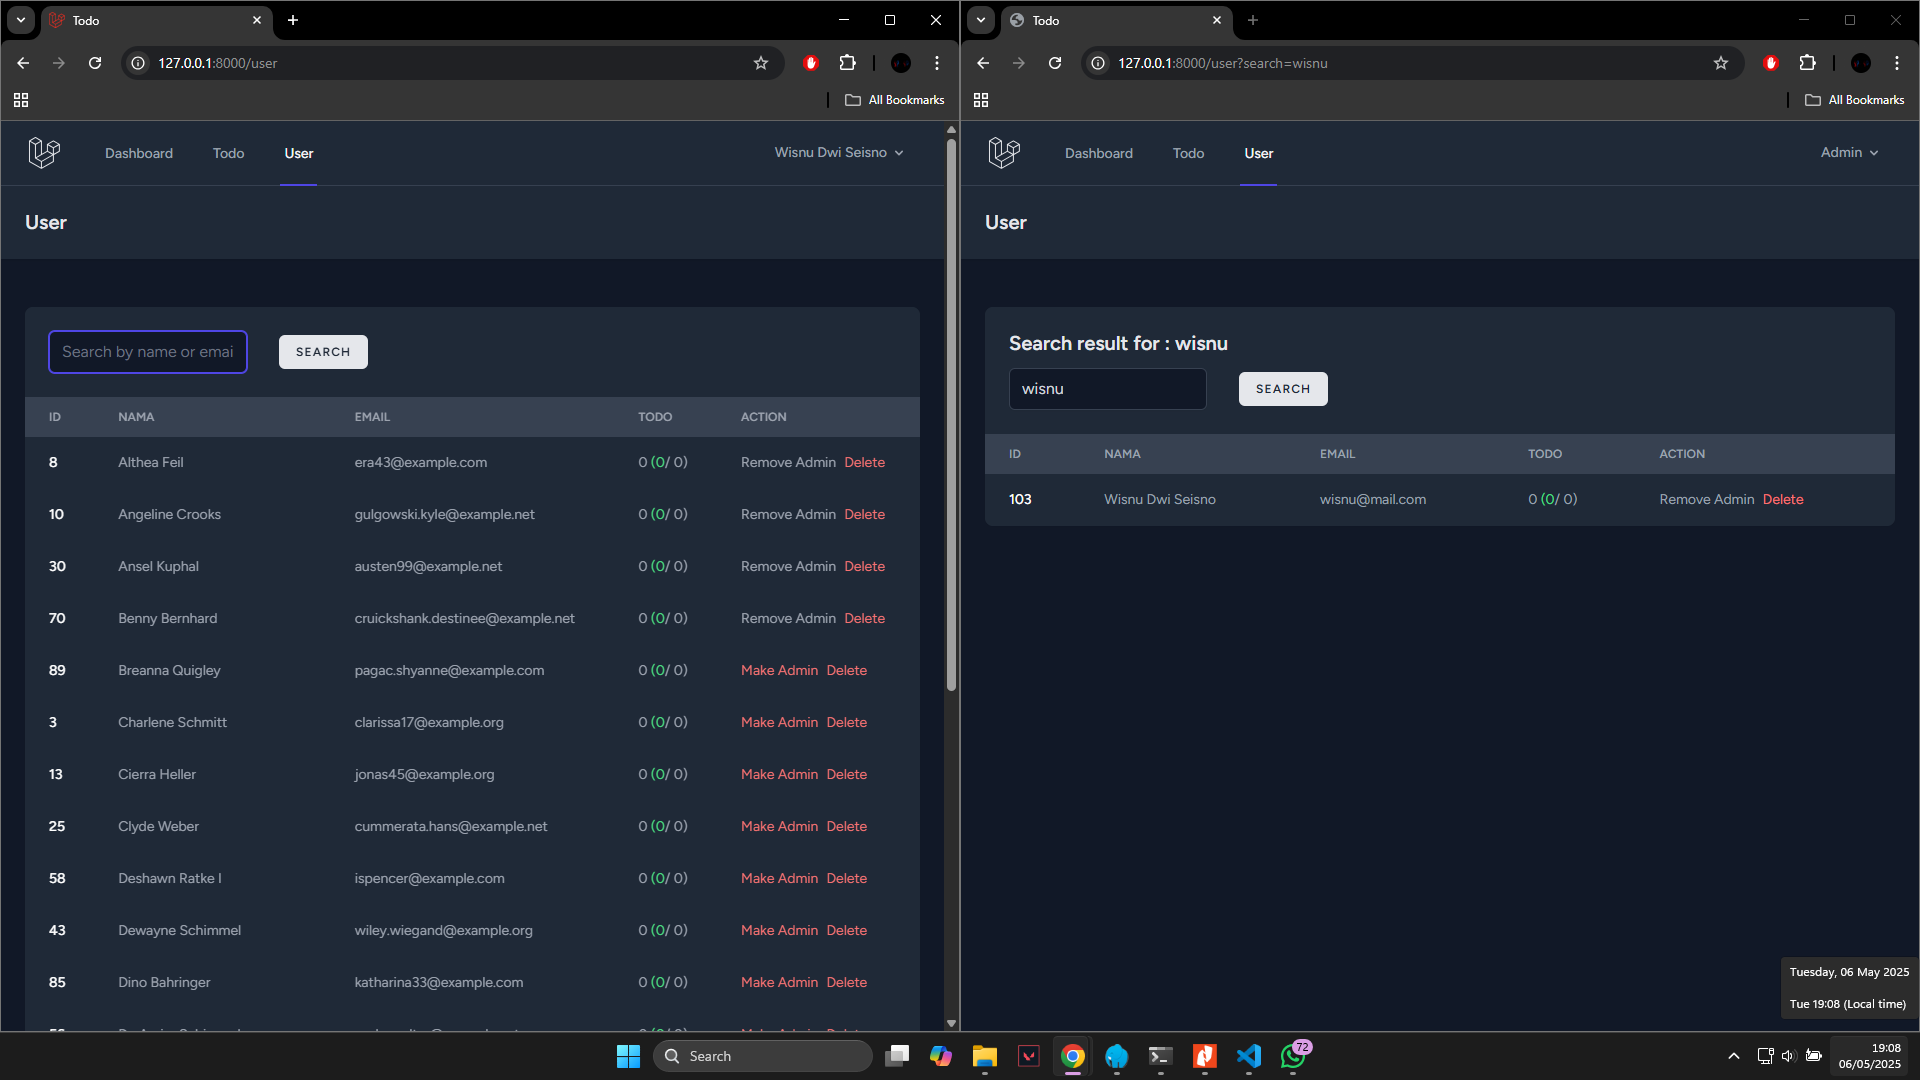 Todo
127.0.0.1:8000/user
All Bookmarks
Dashboard Todo User Wisnu Dwi Seisno
User
Search by name or emai SEARCH
ID NAMA EMAIL TODO ACTION
8 Althea Feil era43@example.com 0 (0/ 0) Remove Admin Delete
10 Angeline Crooks gulgowski.kyle@example.net 0 (0/ 0) Remove Admin Delete
30 Ansel Kuphal austen99@example.net 0 (0/ 0) Remove Admin Delete
70 Benny Bernhard cruickshank.destinee@example.net 0 (0/ 0) Remove Admin Delete
89 Breanna Quigley pagac.shyanne@example.com 0 (0/ 0) Make Admin Delete
3 Charlene Schmitt clarissa17@example.org 0 (0/ 0) Make Admin Delete
13 Cierra Heller jonas45@example.org 0 (0/ 0) Make Admin Delete
25 Clyde Weber cummerata.hans@example.net 0 (0/ 0) Make Admin Delete
58 Deshawn Ratke I ispencer@example.com 0 (0/ 0) Make Admin Delete
43 Dewayne Schimmel wiley.wiegand@example.org 0 (0/ 0) Make Admin Delete
85 Dino Bahringer katharina33@example.com 0 (0/ 0) Make Admin Delete
Todo
127.0.0.1:8000/user?search=wisnu
All Bookmarks
Dashboard Todo User Admin
User
Search result for : wisnu
wisnu SEARCH
ID NAMA EMAIL TODO ACTION
103 Wisnu Dwi Seisno wisnu@mail.com 0 (0/ 0) Remove Admin Delete
Tuesday, 06 May 2025
Tue 19:08 (Local time)
Search
72
19:08
06/05/2025